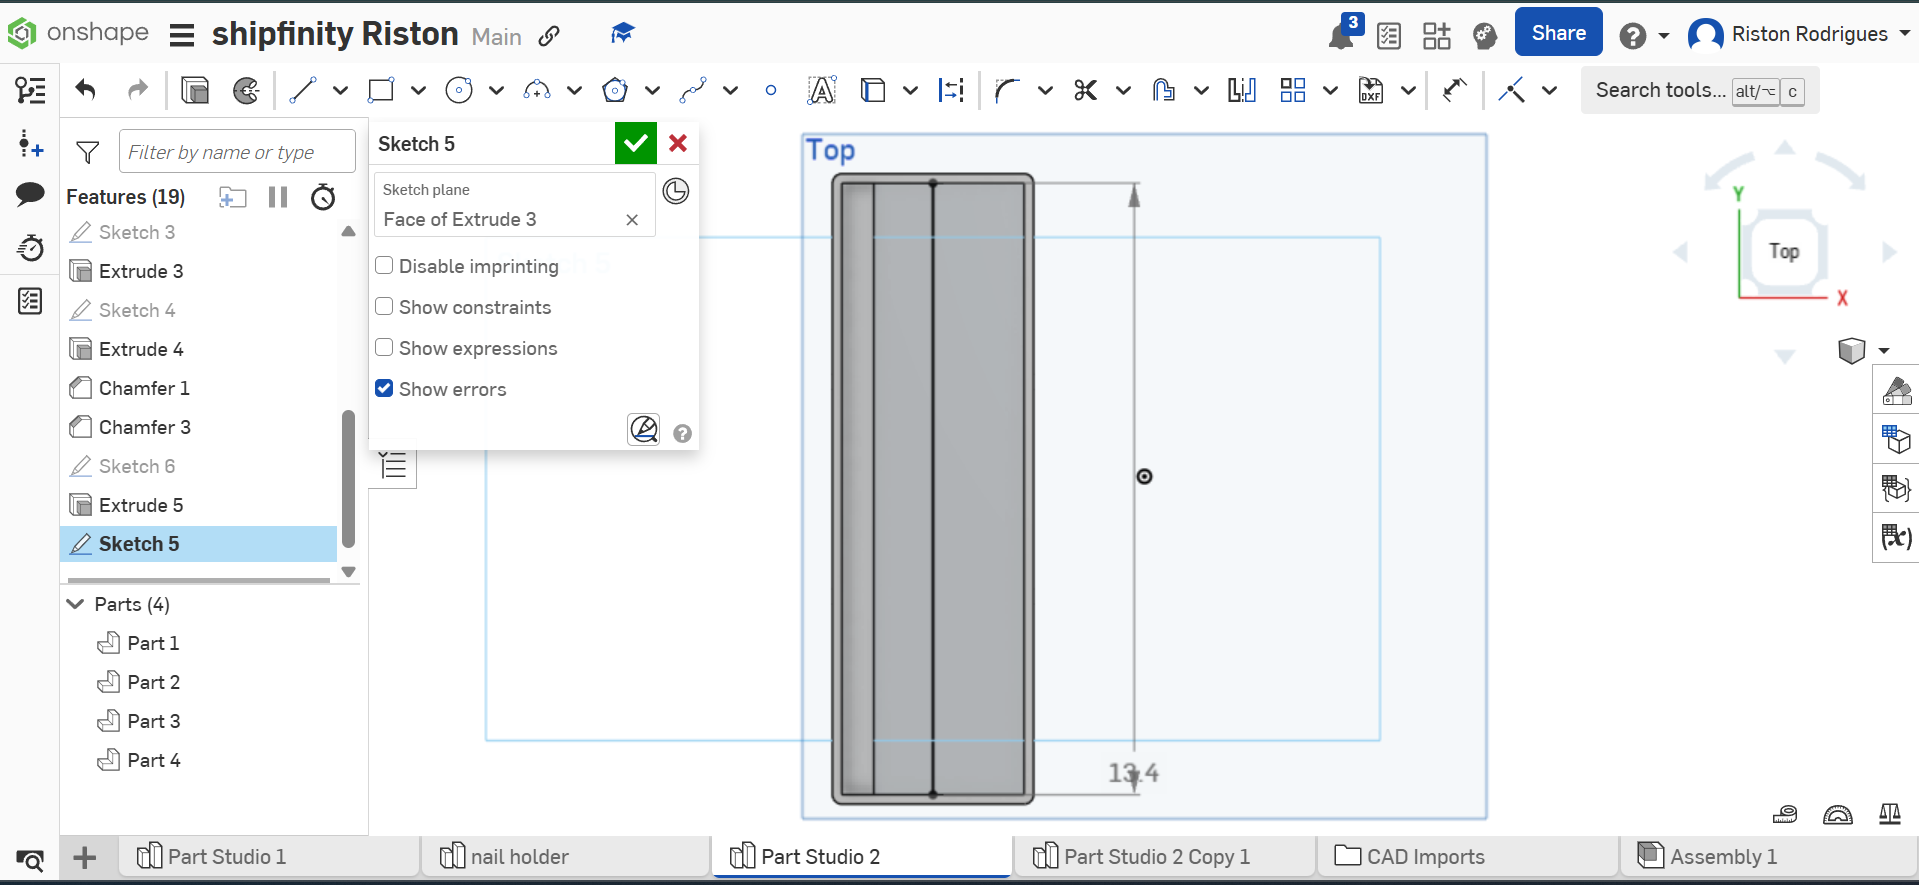 onshape shipfinity Riston Main 3 Share Riston Rodrigues
Search tools... alt/⌥ c
Filter by name or type
Features (19)
Sketch 3
Extrude 3
Sketch 4
Extrude 4
Chamfer 1
Chamfer 3
Sketch 6
Extrude 5
Sketch 5
Parts (4)
Part 1
Part 2
Part 3
Part 4
Sketch 5
Sketch plane
Face of Extrude 3
Disable imprinting
Show constraints
Show expressions
Show errors
Top
13.4
Y
Top
X
Part Studio 1
nail holder
Part Studio 2
Part Studio 2 Copy 1
CAD Imports
Assembly 1